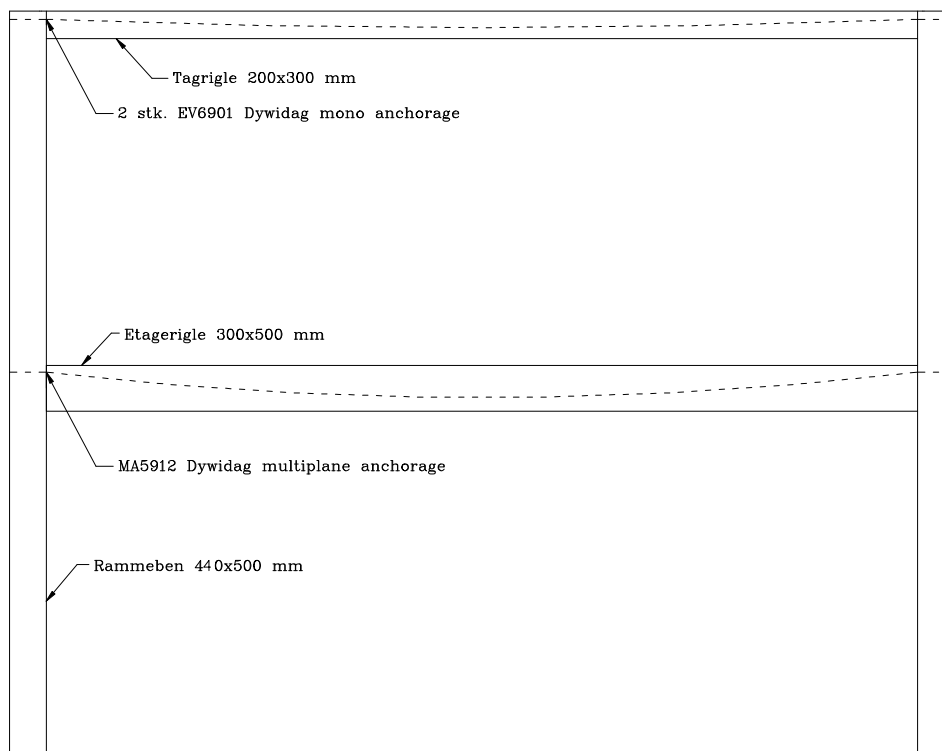 Tagrigle 200x300 mm
2 stk. EV6901 Dywidag mono anchorage
Etagerigle 300x500 mm
MA5912 Dywidag multiplane anchorage
Rammeben 440x500 mm